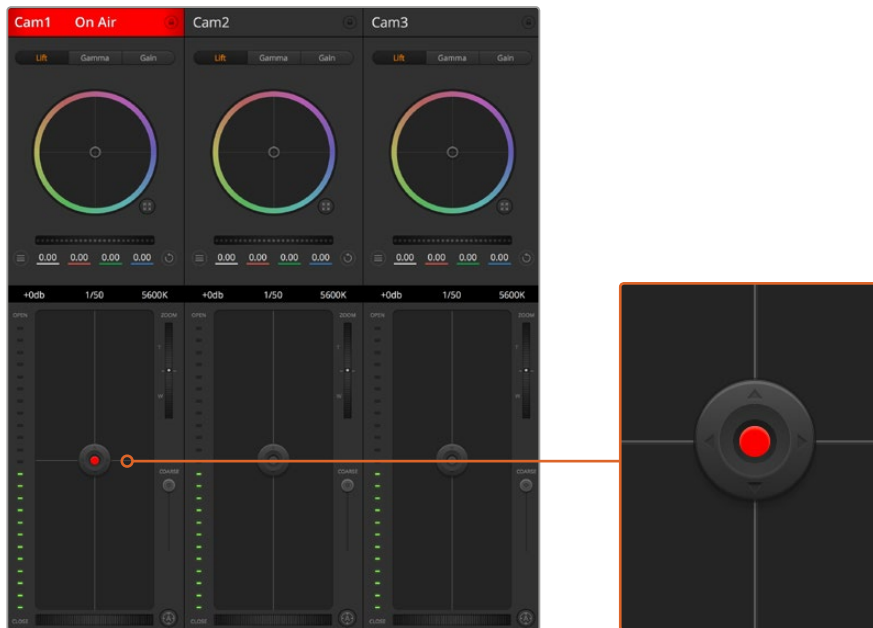 Cam1 On Air Cam2 Cam3
Lift Gamma Gain Lift Gamma Gain Lift Gamma Gain
0.00 0.00 0.00 0.00 0.00 0.00 0.00 0.00 0.00 0.00 0.00 0.00
+0db 1/50 5600K +0db 1/50 5600K +0db 1/50 5600K
OPEN ZOOM OPEN ZOOM OPEN ZOOM
T T T
W W W
COARSE COARSE COARSE
CLOSE CLOSE CLOSE